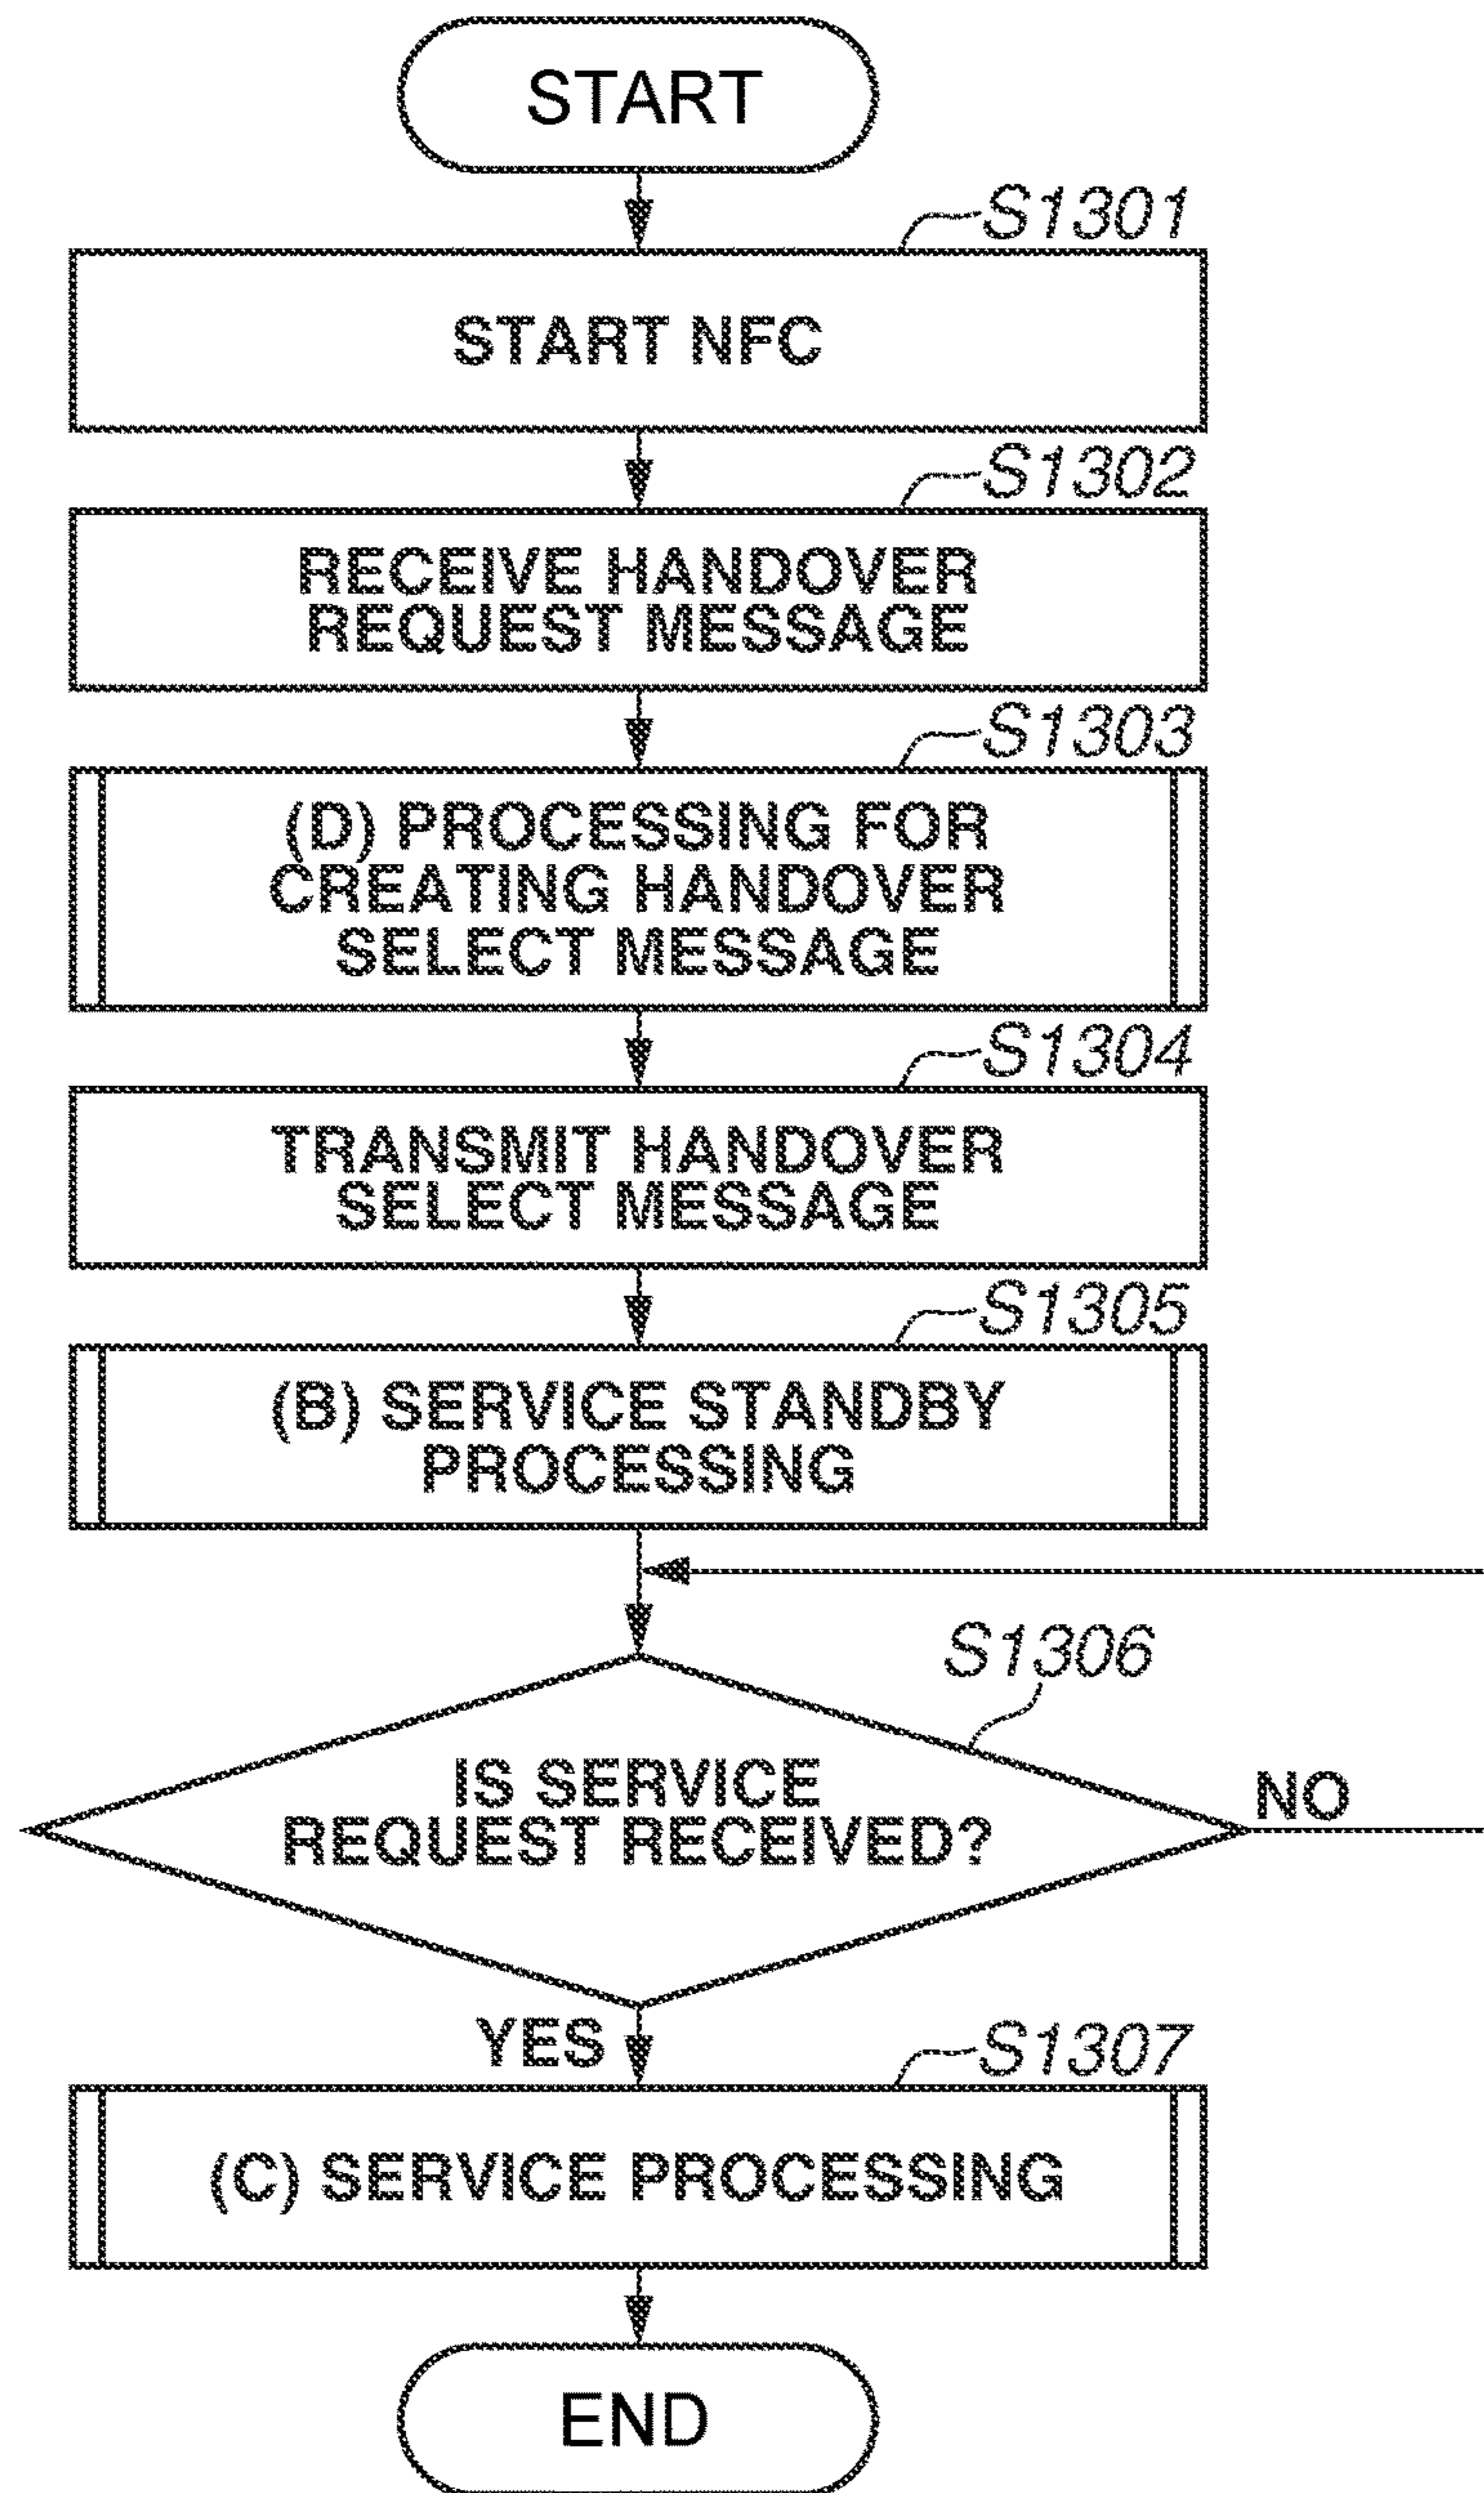 START
S1301
START NFC
S1302
RECEIVE HANDOVER
REQUEST MESSAGE
S1303
(D) PROCESSING FOR
CREATING HANDOVER
SELECT MESSAGE
S1304
TRANSMIT HANDOVER
SELECT MESSAGE
S1305
(B) SERVICE STANDBY
PROCESSING
S1306
IS SERVICE
REQUEST RECEIVED?
NO
YES
S1307
(C) SERVICE PROCESSING
END